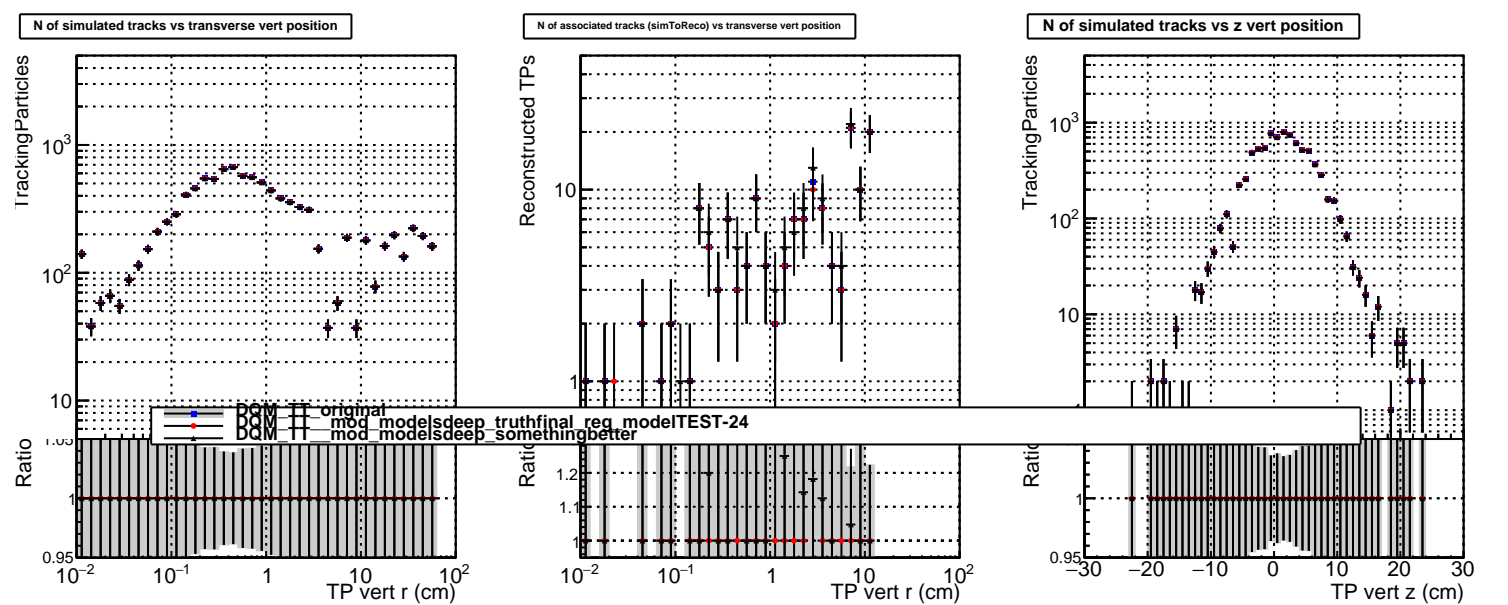 N of simulated tracks vs transverse vert position
TrackingParticles
10³
10²
10
Ratio
1.05
1
0.95
10⁻² 10⁻¹ 1 10 10²
TP vert r (cm)
N of associated tracks (simToReco) vs transverse vert position
Reconstructed TPs
10
1
Ratio
1.2
1.1
1
10⁻² 10⁻¹ 1 10 10²
TP vert r (cm)
N of simulated tracks vs z vert position
TrackingParticles
10³
10²
10
1
Ratio
1
0.95
−30 −20 −10 0 10 20 30
TP vert z (cm)
DQM_TT_original
DQM_TT__mod_modelsdeep_truthfinal_reg_modelTEST-24
DQM_TT__mod_modelsdeep_somethingbetter